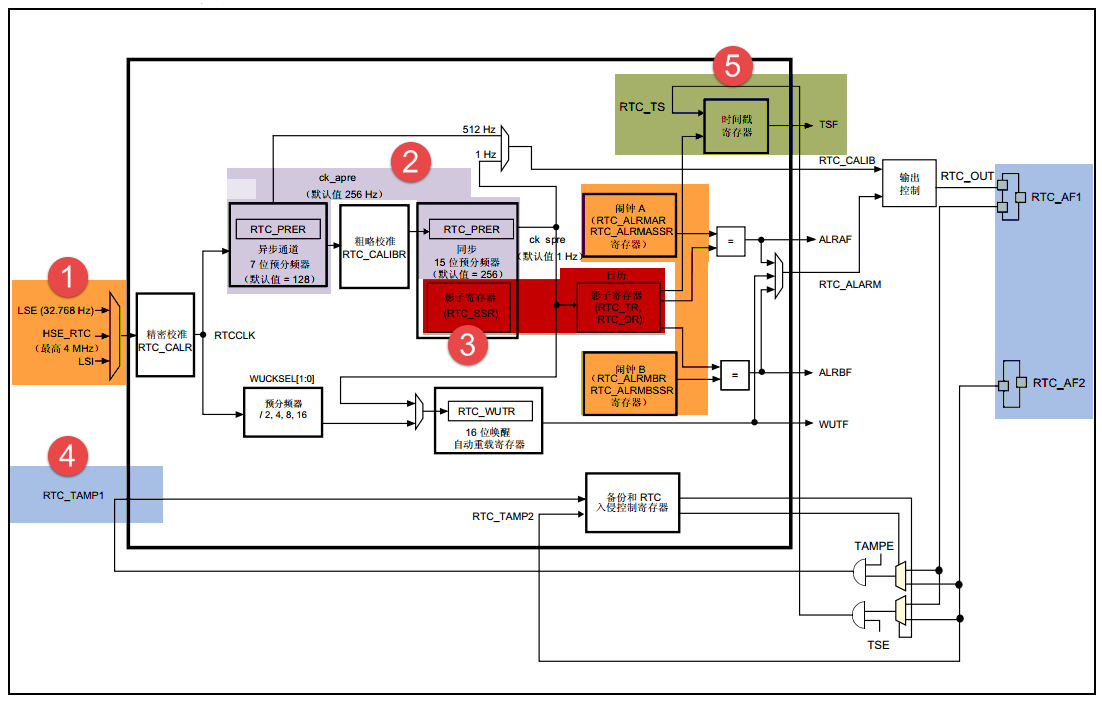 5
RTC_TS
时间戳
寄存器
TSF
512 Hz
1 Hz
2
ck_apre
（默认值 256 Hz）
RTC_CALIB
输出
控制
RTC_OUT
RTC_AF1
RTC_PRER
异步通道
7 位预分频器
（默认值 = 128）
粗略校准
RTC_CALIBR
RTC_PRER
同步
15 位预分频器
（默认值 = 256）
ck_spre
（默认值 1 Hz）
闹钟 A
（RTC_ALRMAR
RTC_ALRMASSR
寄存器）
=
ALRAF
RTC_ALARM
日历
影子寄存器
(RTC_SSR)
影子寄存器
(RTC_TR,
RTC_DR)
3
1
LSE (32.768 Hz)
HSE_RTC
（最高 4 MHz）
LSI
精密校准
RTC_CALR
RTCCLK
闹钟 B
（RTC_ALRMBR
RTC_ALRMBSSR
寄存器）
=
ALRBF
RTC_AF2
WUCKSEL[1:0]
预分频器
/ 2, 4, 8, 16
RTC_WUTR
16 位唤醒
自动重载寄存器
WUTF
4
RTC_TAMP1
RTC_TAMP2
备份和 RTC
入侵控制寄存器
TAMPE
TSE